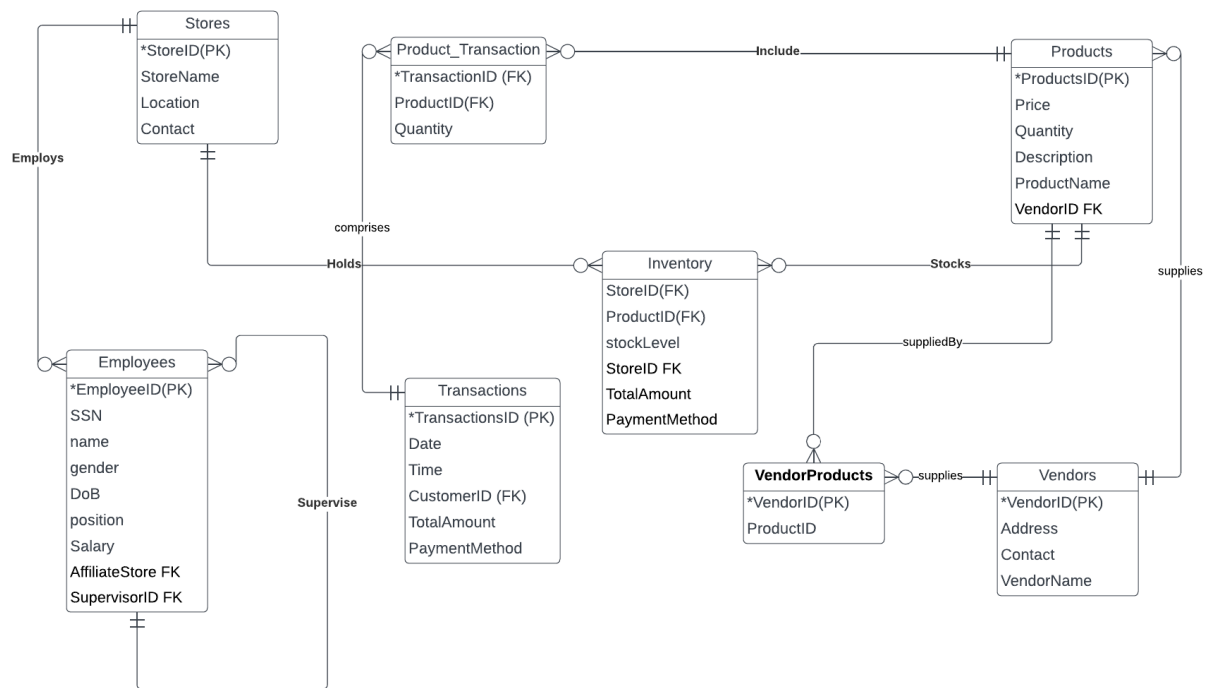 Stores
*StoreID(PK)
StoreName
Location
Contact
Employs
Product_Transaction
*TransactionID (FK)
ProductID(FK)
Quantity
Include
Products
*ProductsID(PK)
Price
Quantity
Description
ProductName
VendorID FK
comprises
Holds
Inventory
StoreID(FK)
ProductID(FK)
stockLevel
StoreID FK
TotalAmount
PaymentMethod
Stocks
supplies
suppliedBy
Employees
*EmployeeID(PK)
SSN
name
gender
DoB
position
Salary
AffiliateStore FK
SupervisorID FK
Supervise
Transactions
*TransactionsID (PK)
Date
Time
CustomerID (FK)
TotalAmount
PaymentMethod
VendorProducts
*VendorID(PK)
ProductID
supplies
Vendors
*VendorID(PK)
Address
Contact
VendorName